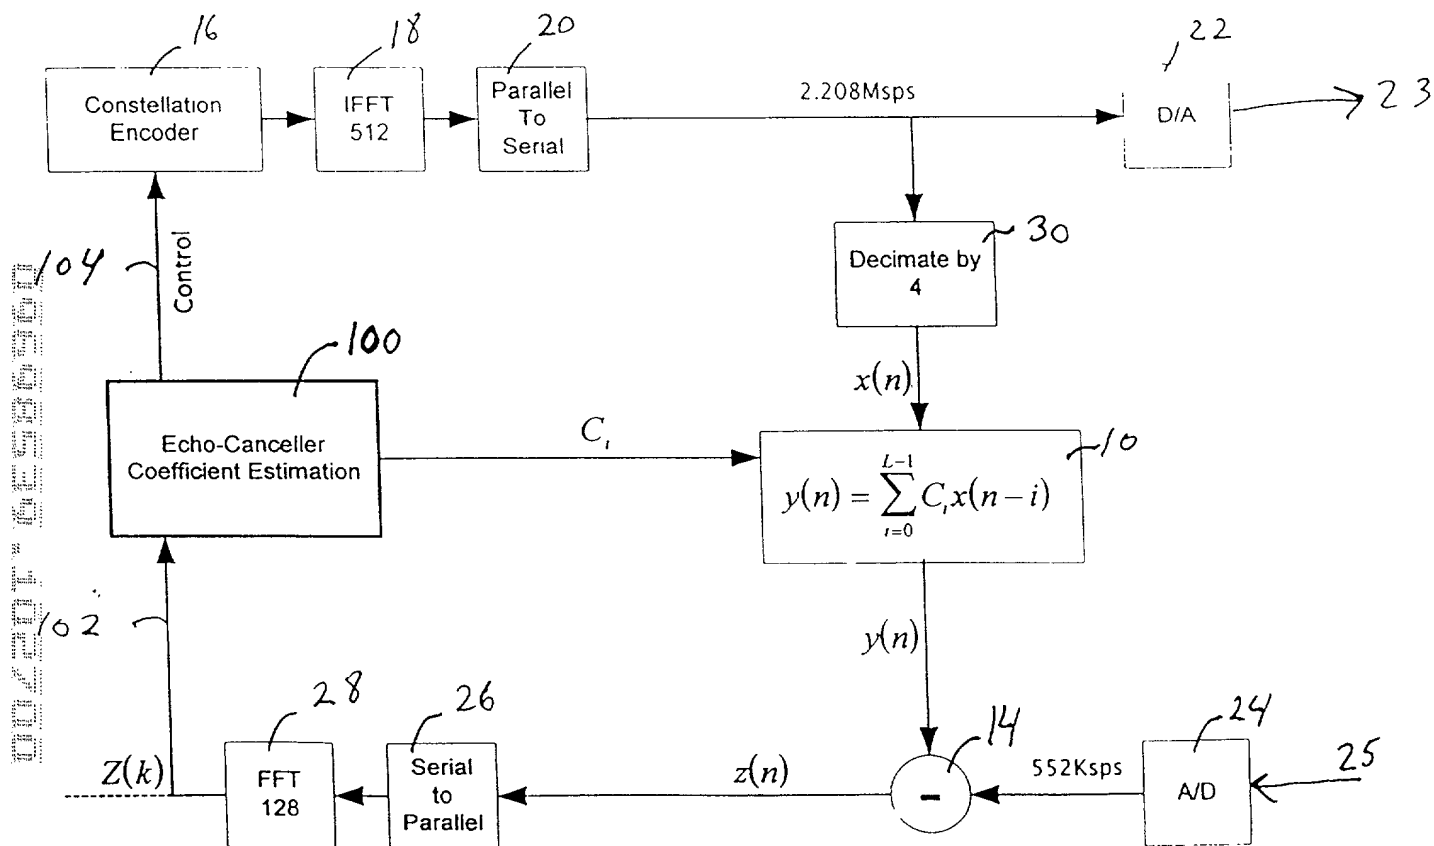 16
18
20
22
Constellation
Encoder
IFFT
512
Parallel
To
Serial
2.208Msps
D/A
23
30
Decimate by
4
104
Control
x(n)
100
Echo-Canceller
Coefficient Estimation
C_i
10
y(n) = \sum_{i=0}^{L-1} C_i x(n-i)
102
y(n)
28
26
14
24
25
Z(k)
FFT
128
Serial
to
Parallel
z(n)
-
552Ksps
A/D